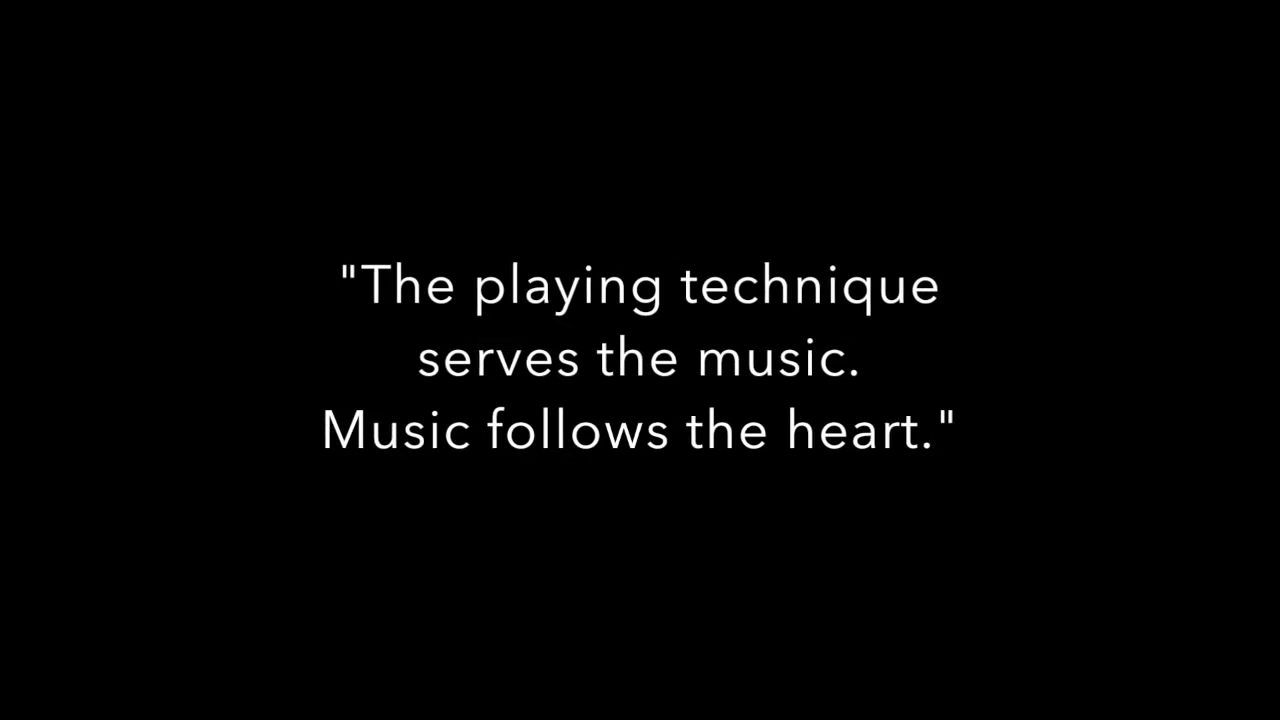 "The playing technique
serves the music.
Music follows the heart."